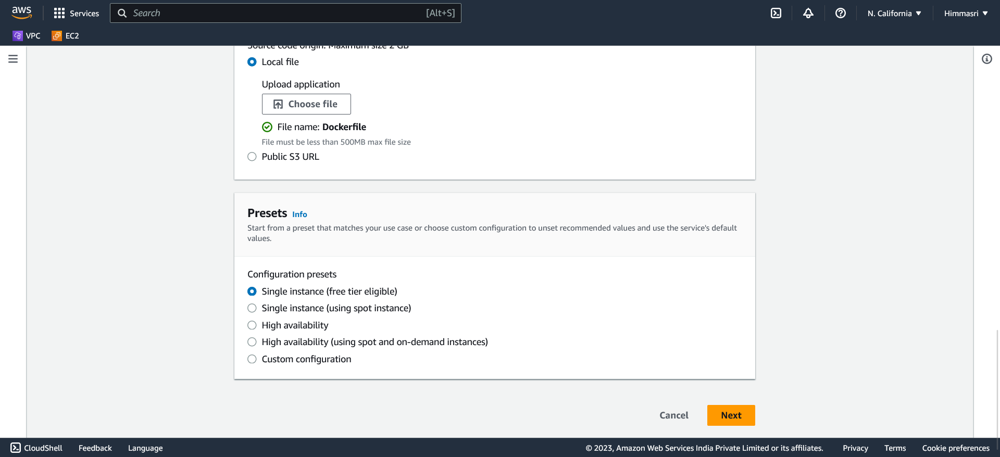 aws
Services
Search
[Alt+S]
N. California
Himmasri
VPC
EC2
Source code origin. Maximum size 2 GB
Local file
Upload application
Choose file
File name: Dockerfile
File must be less than 500MB max file size
Public S3 URL
Presets Info
Start from a preset that matches your use case or choose custom configuration to unset recommended values and use the service's default
values.
Configuration presets
Single instance (free tier eligible)
Single instance (using spot instance)
High availability
High availability (using spot and on-demand instances)
Custom configuration
Cancel
Next
CloudShell
Feedback
Language
© 2023, Amazon Web Services India Private Limited or its affiliates.
Privacy
Terms
Cookie preferences